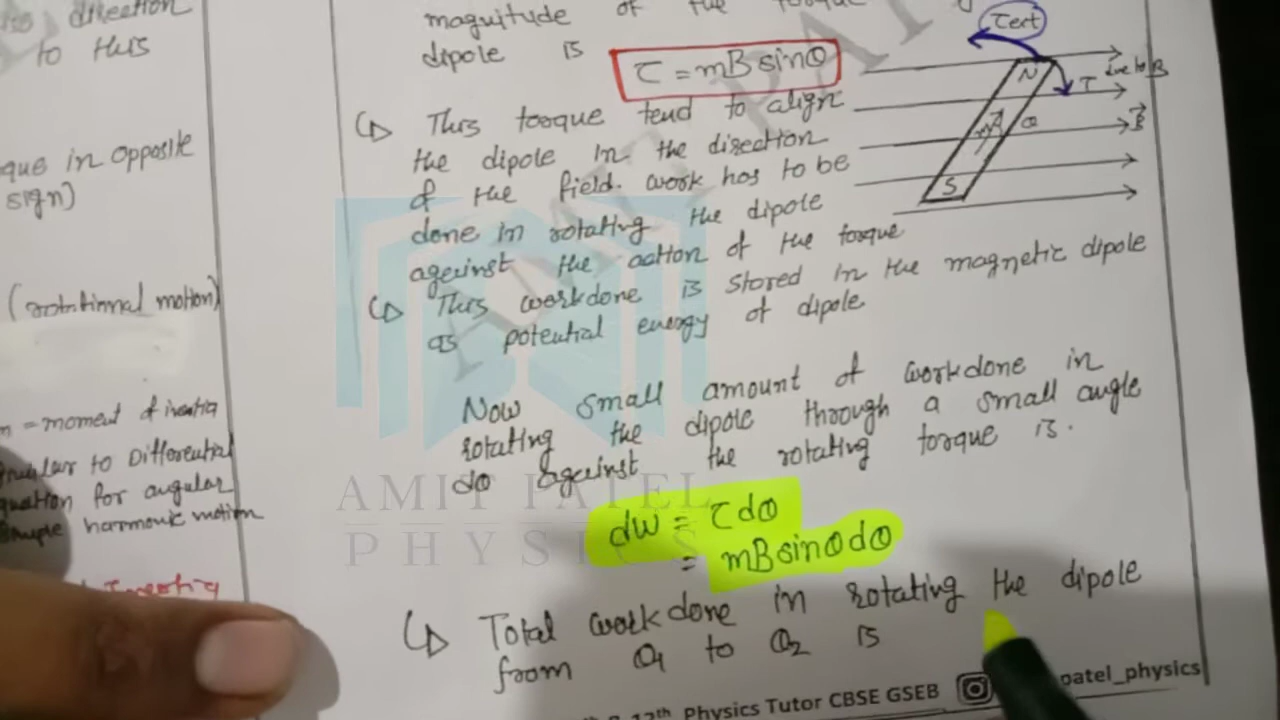 direction
to this
que in opposite
sign)
(rotational motion)
= moment of inertia
to Differential
for angular
harmonic motion
magnitude of the torque
dipole is
τ = mB sinθ
This torque tend to align
the dipole in the direction
of the field. work has to be
done in rotating the dipole
against the action of the torque
This workdone is stored in the magnetic dipole
as potential energy of dipole
Now small amount of workdone in
rotating the dipole through a small angle
dθ against the rotating torque is.
dW = τdθ
= mB sinθdθ
Total workdone in rotating the dipole
from θ1 to θ2 is
τext
N
τ
due to B
θ
B
S
AMIT PATEL
PHYSICS
12th Physics Tutor CBSE GSEB
patel_physics